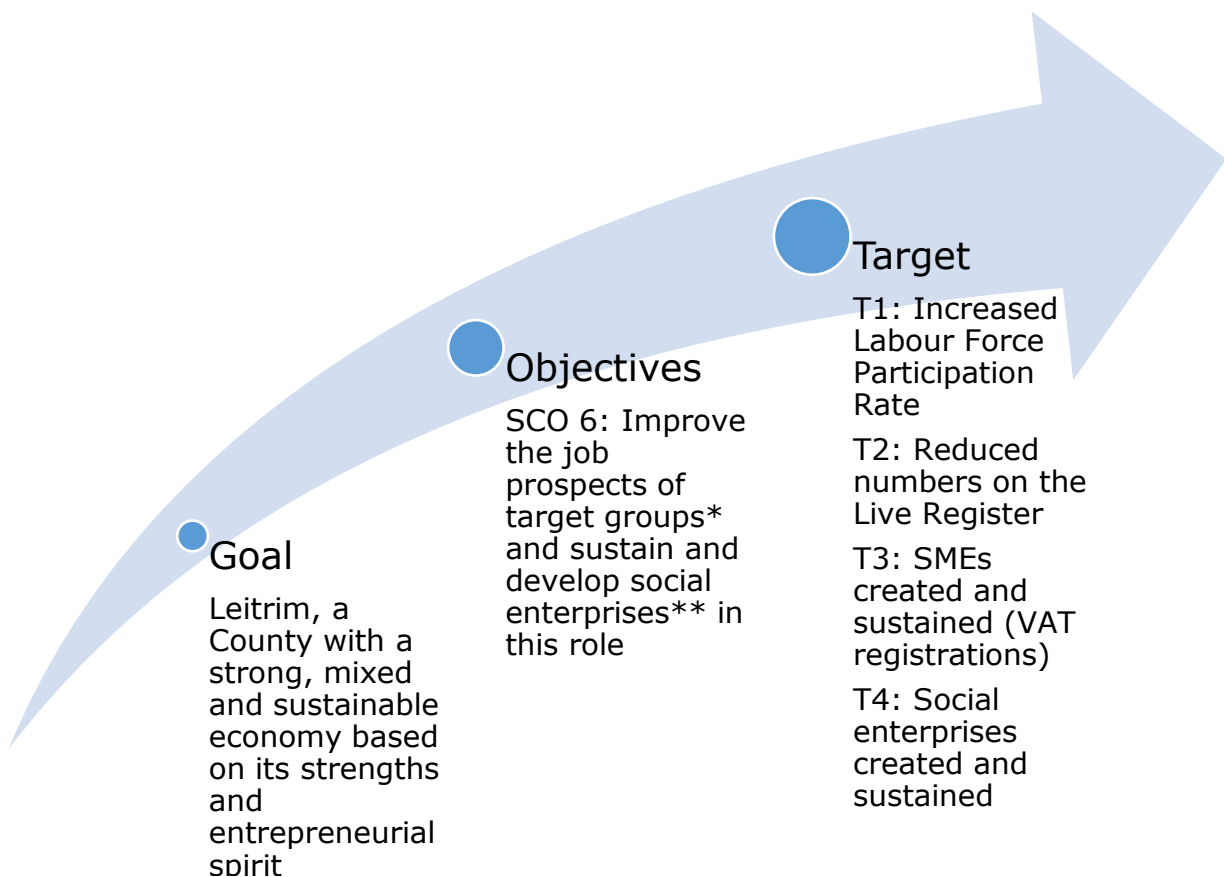 Goal
Leitrim, a
County with a
strong, mixed
and sustainable
economy based
on its strengths
and
entrepreneurial
spirit
Objectives
SCO 6: Improve
the job
prospects of
target groups*
and sustain and
develop social
enterprises** in
this role
Target
T1: Increased
Labour Force
Participation
Rate
T2: Reduced
numbers on the
Live Register
T3: SMEs
created and
sustained (VAT
registrations)
T4: Social
enterprises
created and
sustained